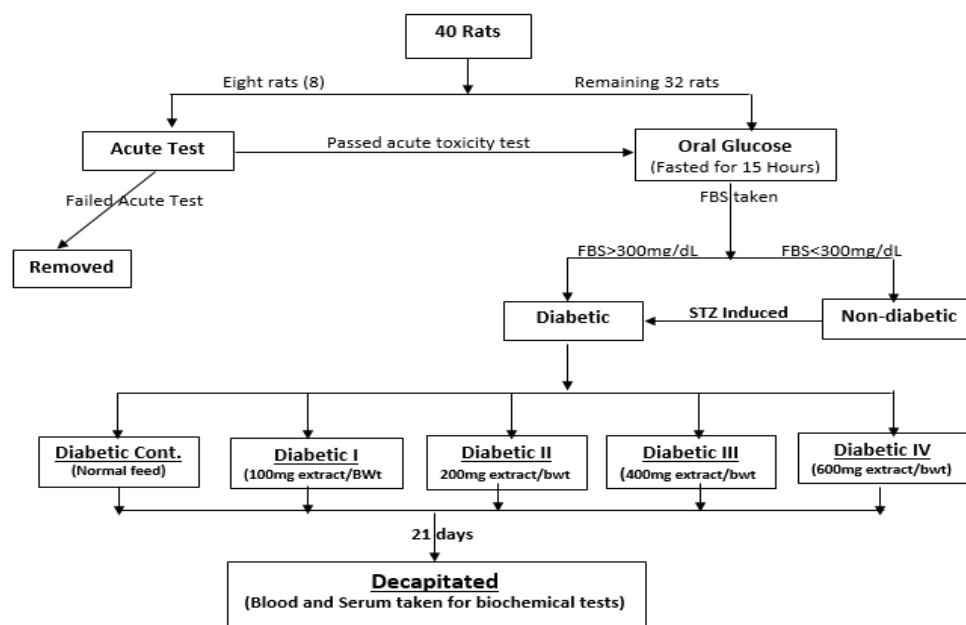 40 Rats
Eight rats (8)
Remaining 32 rats
Acute Test
Passed acute toxicity test
Oral Glucose
(Fasted for 15 Hours)
Failed Acute Test
FBS taken
Removed
FBS>300mg/dL
FBS<300mg/dL
Diabetic
STZ Induced
Non-diabetic
Diabetic Cont.
(Normal feed)
Diabetic I
(100mg extract/BWt
Diabetic II
200mg extract/bwt
Diabetic III
(400mg extract/bwt
Diabetic IV
(600mg extract/bwt)
21 days
Decapitated
(Blood and Serum taken for biochemical tests)